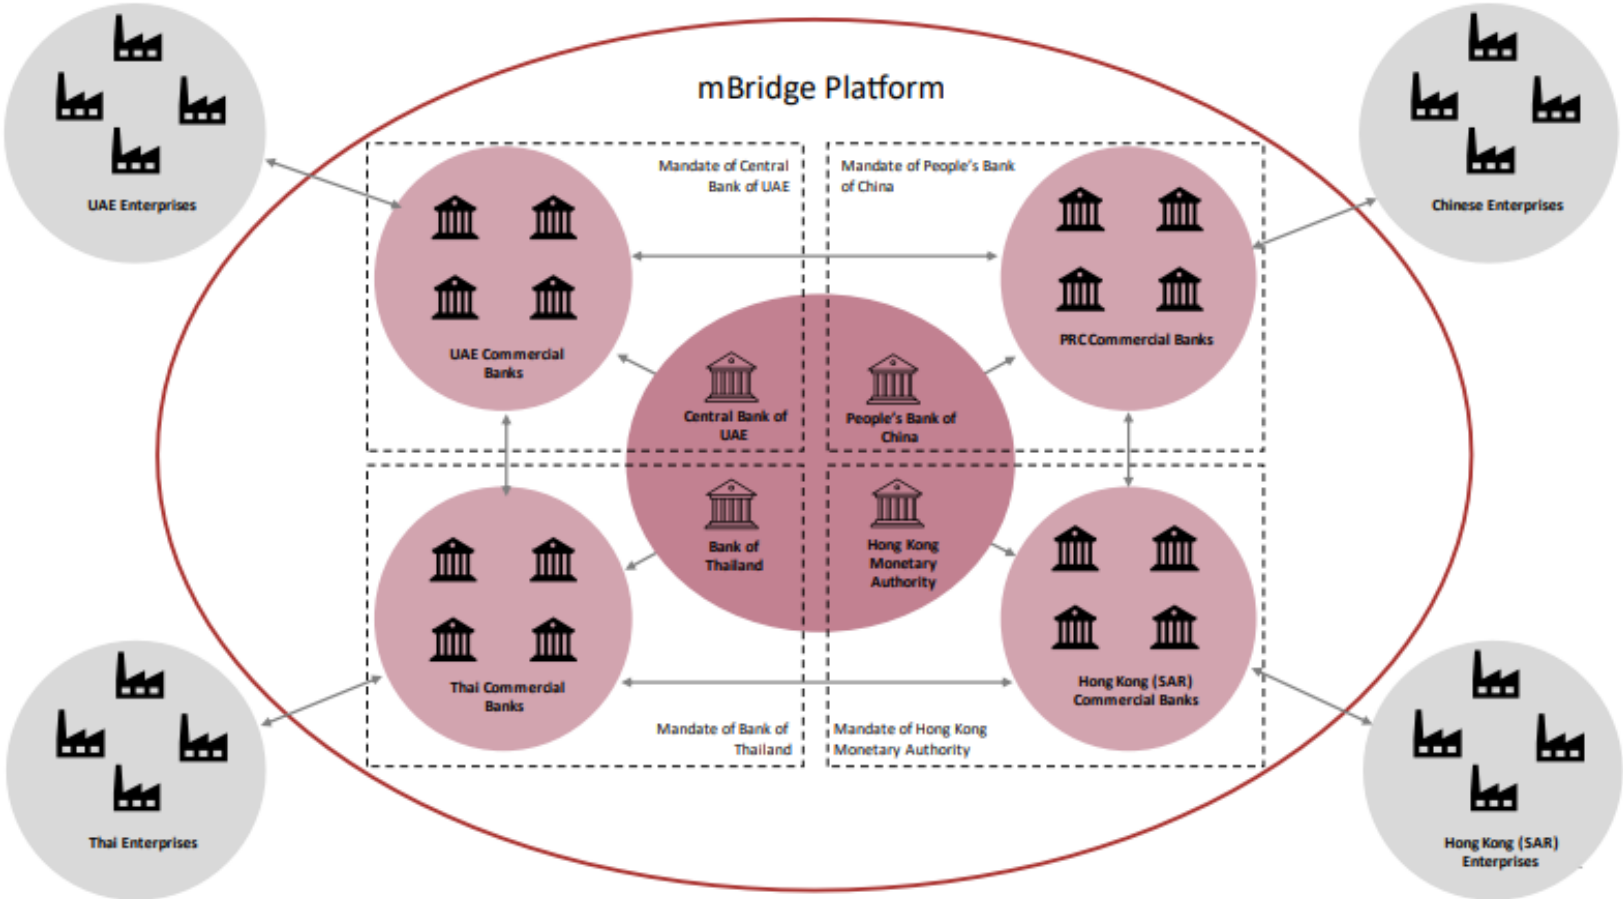 mBridge Platform
UAE Enterprises
Chinese Enterprises
Mandate of Central
Bank of UAE
Mandate of People's Bank
of China
UAE Commercial
Banks
PRC Commercial Banks
Central Bank of
UAE
People's Bank of
China
Bank of
Thailand
Hong Kong
Monetary
Authority
Thai Commercial
Banks
Hong Kong (SAR)
Commercial Banks
Mandate of Bank of
Thailand
Mandate of Hong Kong
Monetary Authority
Thai Enterprises
Hong Kong (SAR)
Enterprises